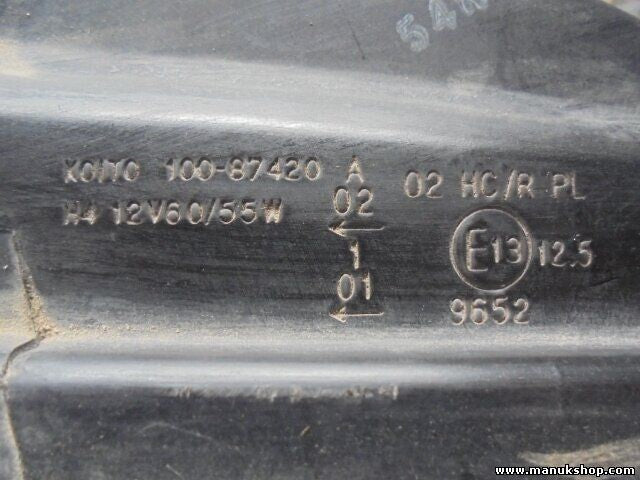 KOITO 100-87420 A 02 HC/R PL
H4 12V60/55W 02
1 E13 12.5
01 9652
www.manukshop.com